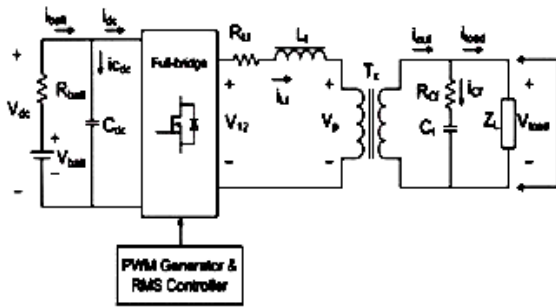 i_batt
i_dc
ic_dc
R_batt
V_dc
C_dc
V_batt
Full-bridge
R_Lf
L_f
i_Lf
V_12
V_p
T_x
i_out
i_load
R_Cf
i_Cf
C_f
Z_L
V_load
PWM Generator &
RMS Controller